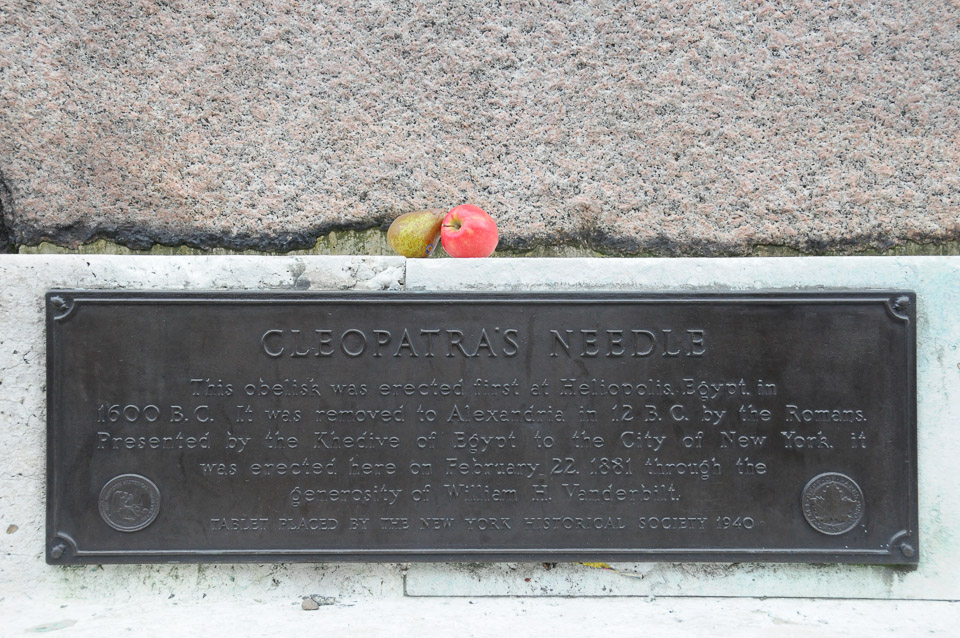 CLEOPATRA'S NEEDLE
This obelisk was erected first at Heliopolis, Egypt in
1600 B.C. It was removed to Alexandria in 12 B.C. by the Romans.
Presented by the Khedive of Egypt to the City of New York, it
was erected here on February 22, 1881 through the
generosity of William H. Vanderbilt.
TABLET PLACED BY THE NEW YORK HISTORICAL SOCIETY 1940